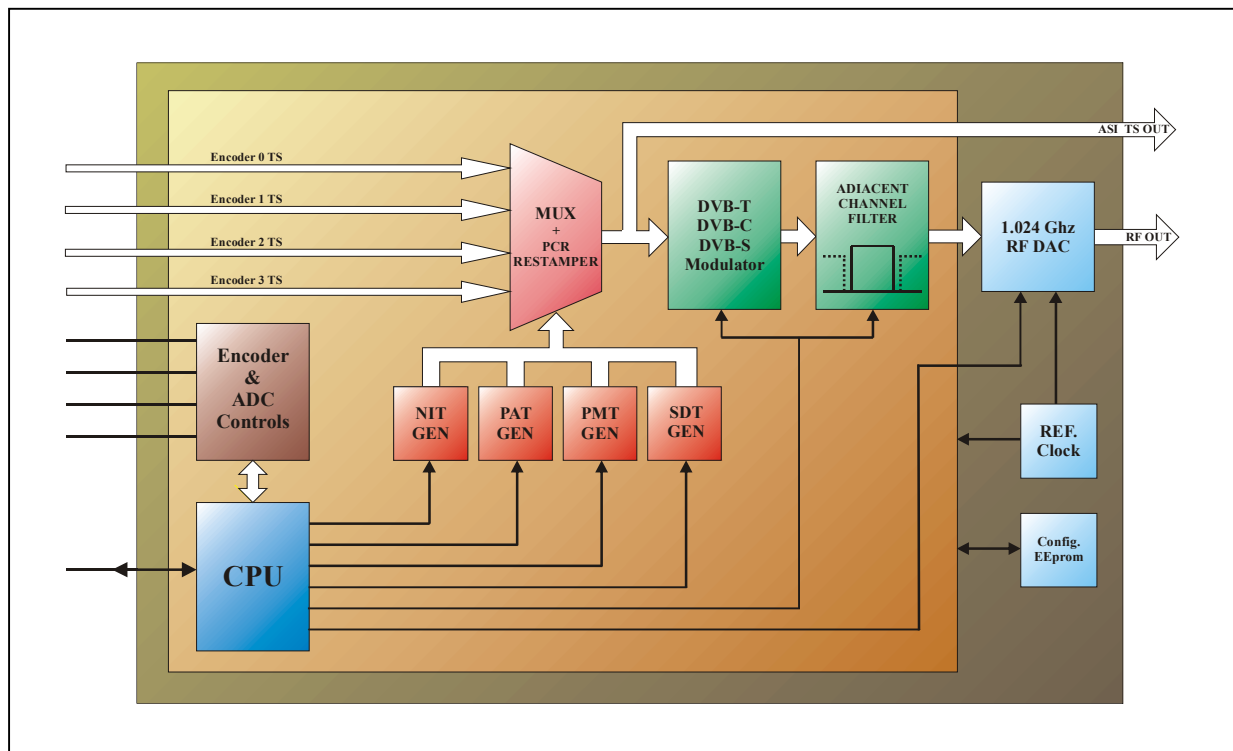 ASI TS OUT
Encoder 0 TS
Encoder 1 TS
Encoder 2 TS
Encoder 3 TS
MUX
+
PCR
RESTAMPER
DVB-T
DVB-C
DVB-S
Modulator
ADIACENT
CHANNEL
FILTER
1.024 Ghz
RF DAC
RF OUT
Encoder
&
ADC
Controls
NIT
GEN
PAT
GEN
PMT
GEN
SDT
GEN
REF.
Clock
Config.
EEprom
CPU